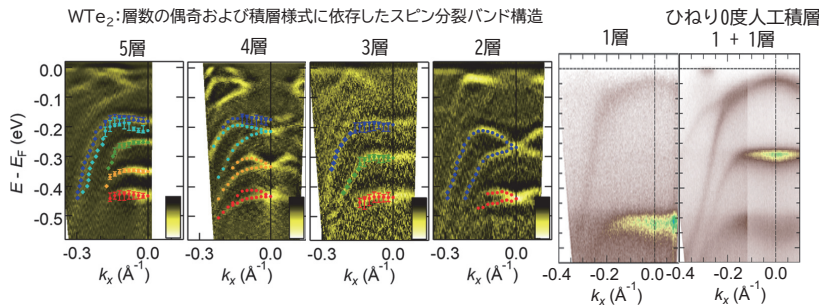 WTe2：層数の偶奇および積層様式に依存したスピン分裂バンド構造
ひねり0度人工積層
5層
4層
3層
2層
1層
1 + 1層
0.0
-0.1
-0.2
-0.3
-0.4
-0.5
E - EF (eV)
-0.3 0.0
-0.3 0.0
-0.3 0.0
-0.3 0.0
-0.4 -0.2 0.0
-0.4 -0.2 0.0
kx (Å-1)
kx (Å-1)
kx (Å-1)
kx (Å-1)
kx (Å-1)
kx (Å-1)